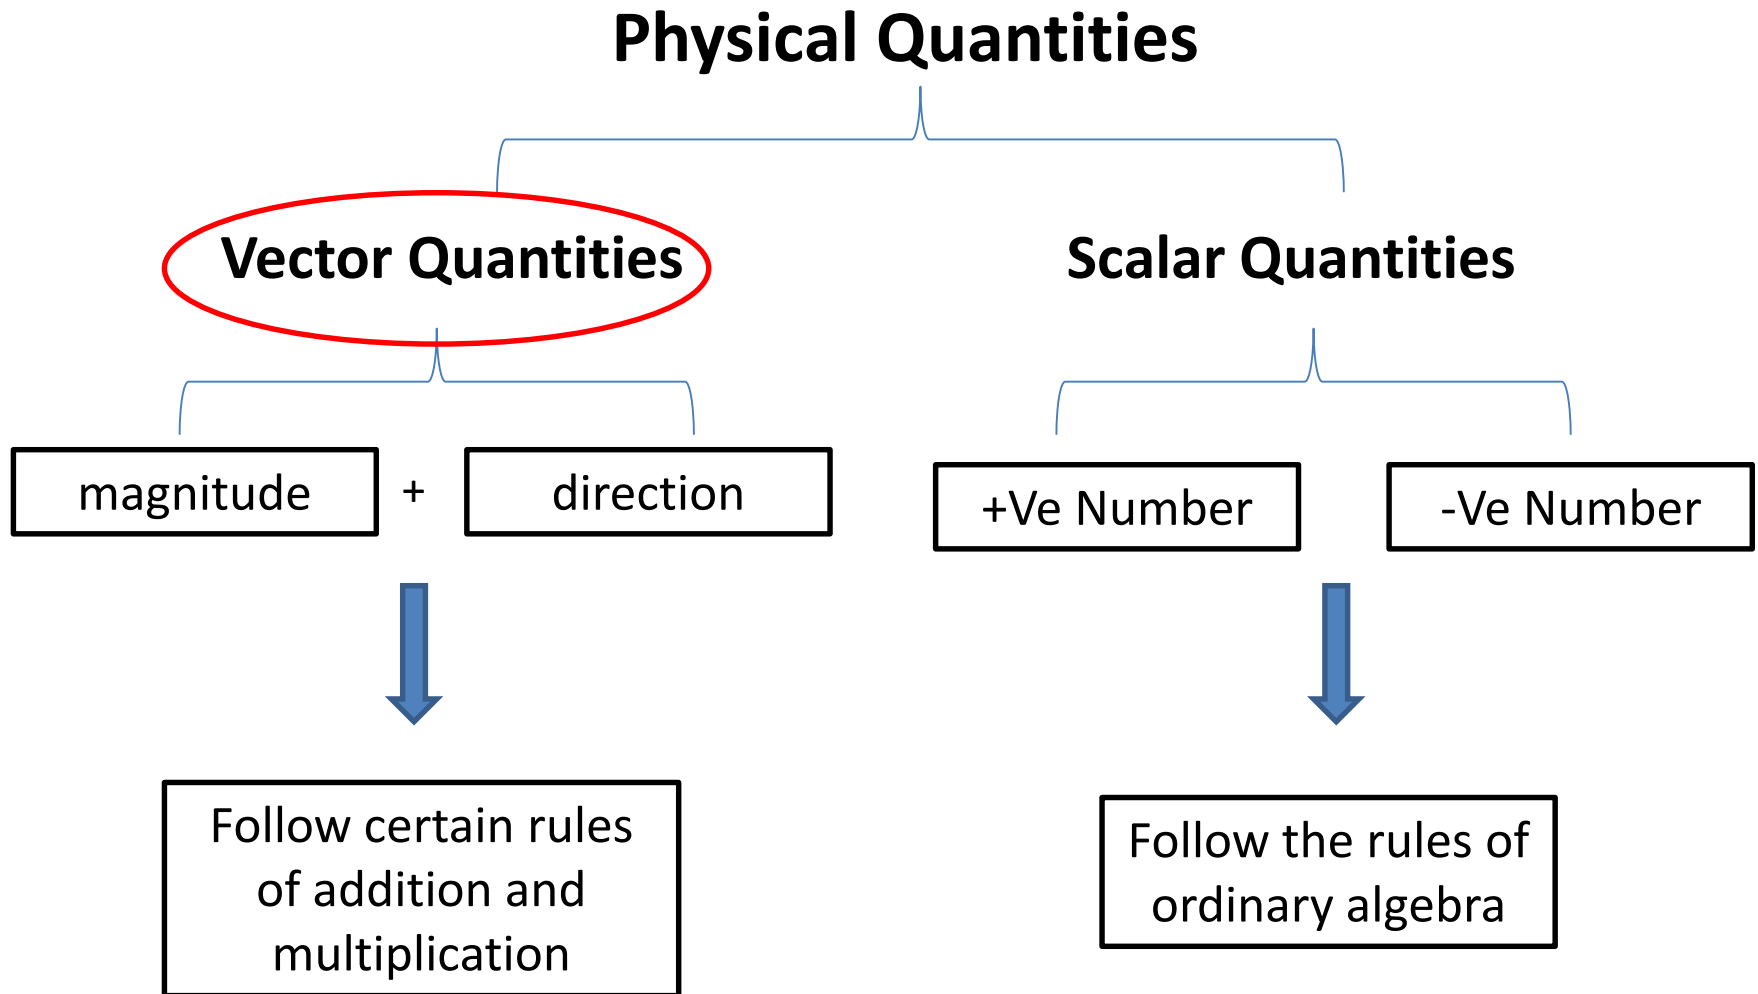 Physical Quantities
Vector Quantities
Scalar Quantities
magnitude
+
direction
+Ve Number
-Ve Number
Follow certain rules
of addition and
multiplication
Follow the rules of
ordinary algebra